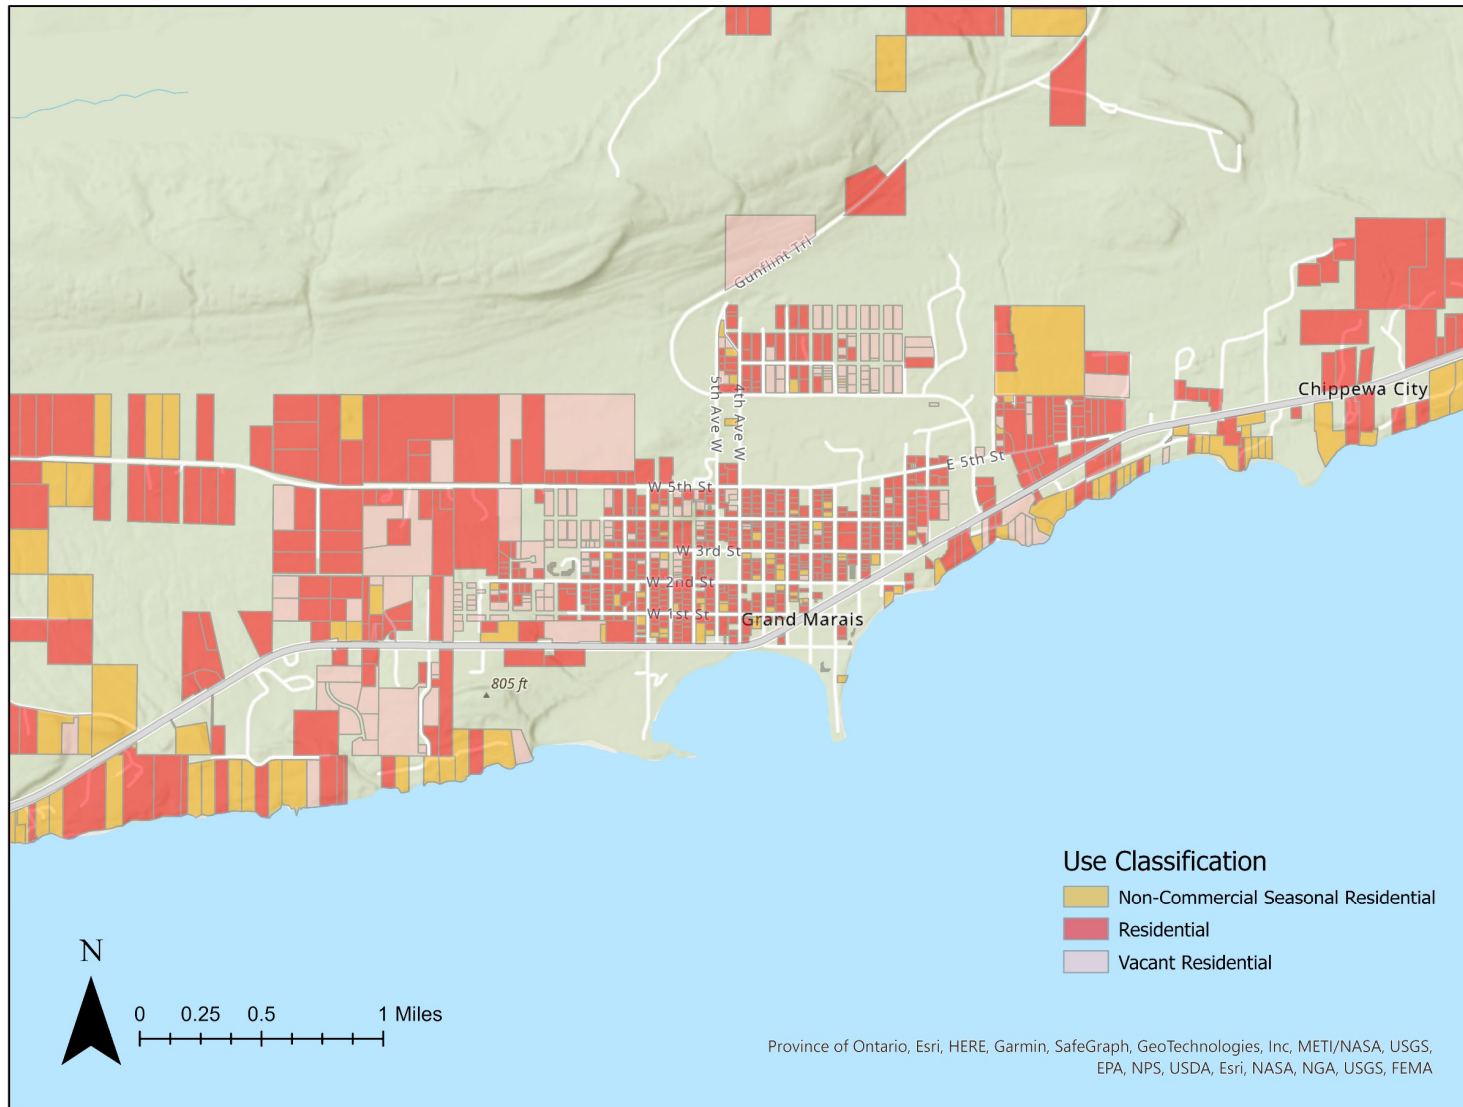 Gunflint Trl
5th Ave W
4th Ave W
Chippewa City
E 5th St
W 5th St
W 3rd St
W 2nd St
W 1st St
Grand Marais
805 ft
Use Classification
Non-Commercial Seasonal Residential
Residential
Vacant Residential
N
0 0.25 0.5 1 Miles
Province of Ontario, Esri, HERE, Garmin, SafeGraph, GeoTechnologies, Inc, METI/NASA, USGS,
EPA, NPS, USDA, Esri, NASA, NGA, USGS, FEMA